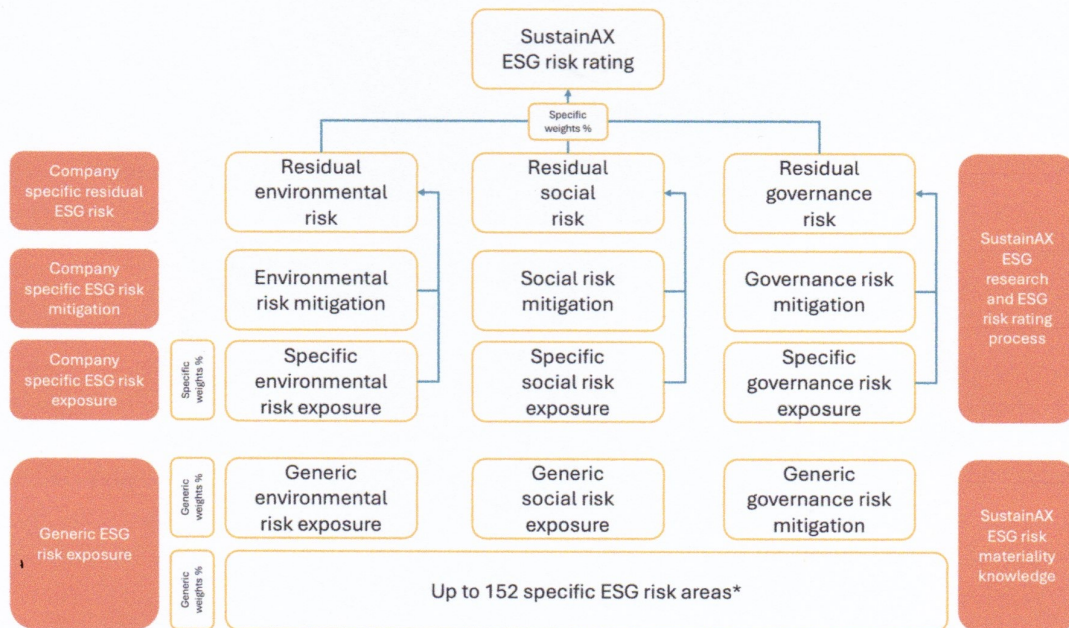 SustainAX
ESG risk rating
Specific
weights %
Company
specific residual
ESG risk
Residual
environmental
risk
Residual
social
risk
Residual
governance
risk
SustainAX
ESG
research
and ESG
risk rating
process
Company
specific ESG risk
mitigation
Environmental
risk mitigation
Social risk
mitigation
Governance risk
mitigation
Company
specific ESG risk
exposure
Specific
weights %
Specific
environmental
risk exposure
Specific
social risk
exposure
Specific
governance risk
exposure
Generic ESG
risk exposure
Generic
weights %
Generic
environmental
risk exposure
Generic
social risk
exposure
Generic
governance risk
mitigation
SustainAX
ESG risk
materiality
knowledge
Generic
weights %
Up to 152 specific ESG risk areas*